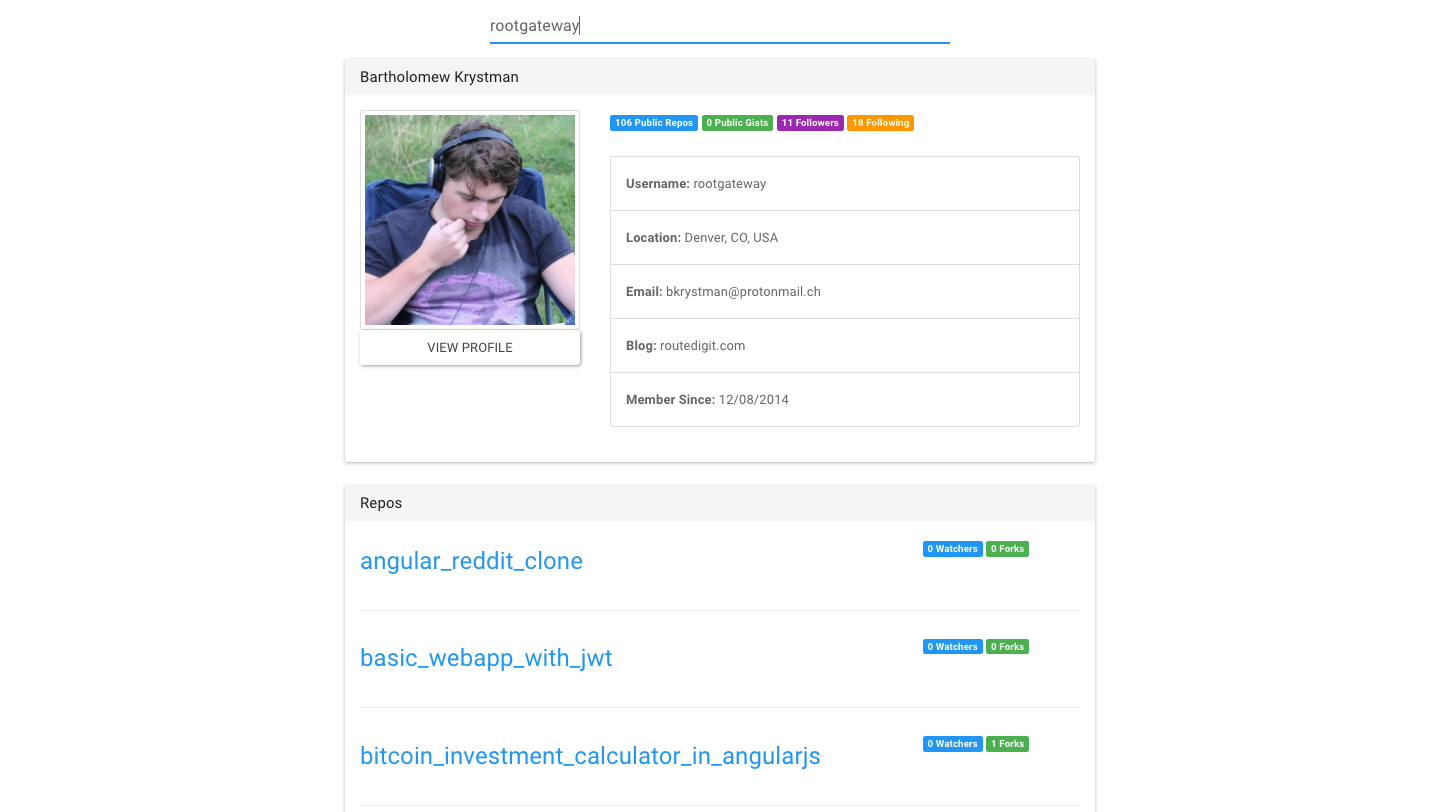 rootgateway
Bartholomew Krystman
106 Public Repos 0 Public Gists 11 Followers 18 Following
Username: rootgateway
Location: Denver, CO, USA
Email: bkrystman@protonmail.ch
Blog: routedigit.com
Member Since: 12/08/2014
VIEW PROFILE
Repos
angular_reddit_clone
0 Watchers 0 Forks
basic_webapp_with_jwt
0 Watchers 0 Forks
bitcoin_investment_calculator_in_angularjs
0 Watchers 1 Forks